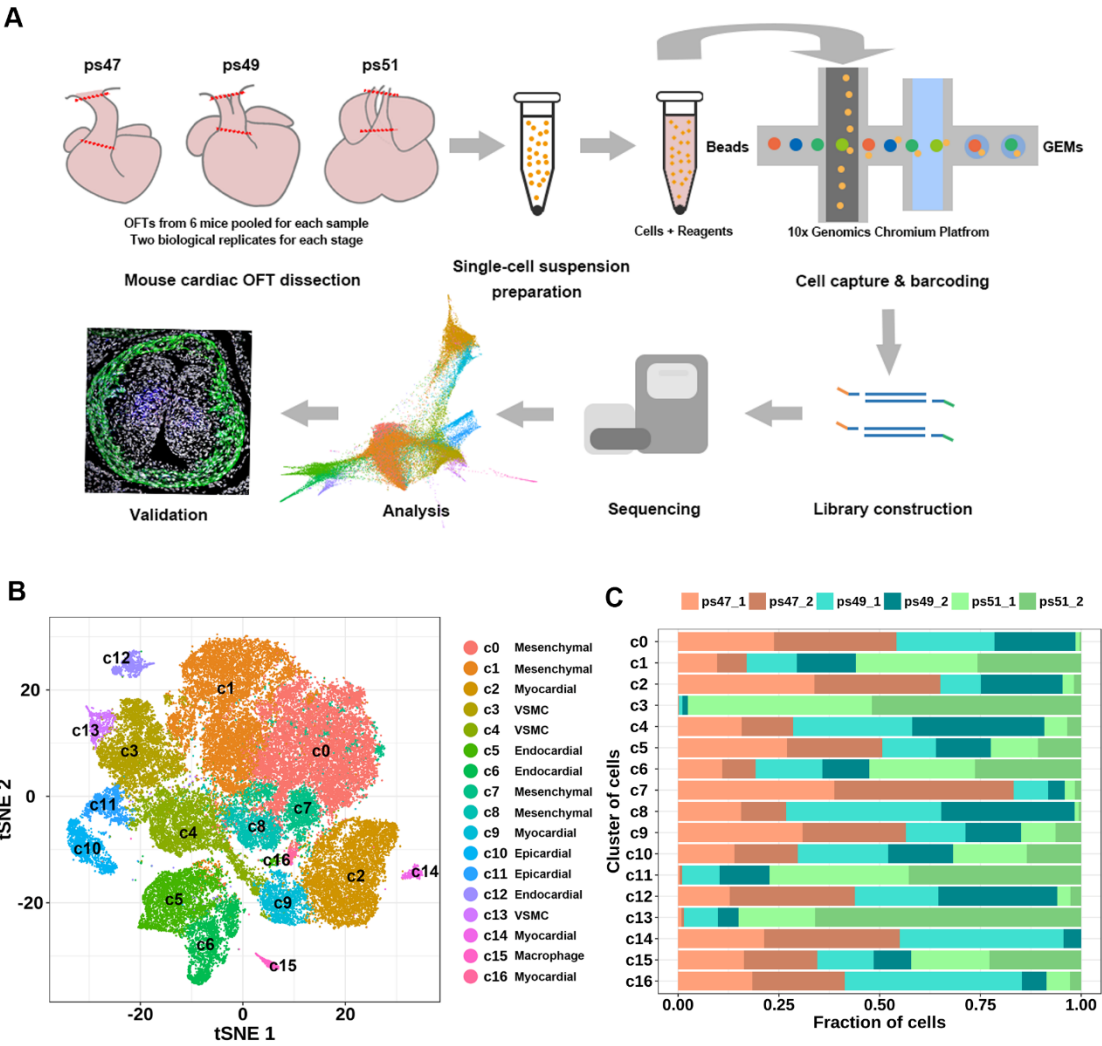 A
ps47
ps49
ps51
Beads
GEMs
OFTs from 6 mice pooled for each sample
Two biological replicates for each stage
Cells + Reagents
10x Genomics Chromium Platfrom
Mouse cardiac OFT dissection
Single-cell suspension
preparation
Cell capture & barcoding
Validation
Analysis
Sequencing
Library construction
B
c12
c1
c13
c3
c0
c11
c7
c4
c8
c10
c16
c14
c2
c5
c9
c6
c15
20
0
-20
-20
0
20
tSNE 2
tSNE 1
c0 Mesenchymal
c1 Mesenchymal
c2 Myocardial
c3 VSMC
c4 VSMC
c5 Endocardial
c6 Endocardial
c7 Mesenchymal
c8 Mesenchymal
c9 Myocardial
c10 Epicardial
c11 Epicardial
c12 Endocardial
c13 VSMC
c14 Myocardial
c15 Macrophage
c16 Myocardial
C
ps47_1 ps47_2 ps49_1 ps49_2 ps51_1 ps51_2
c0
c1
c2
c3
c4
c5
c6
c7
c8
c9
c10
c11
c12
c13
c14
c15
c16
Cluster of cells
0.00 0.25 0.50 0.75 1.00
Fraction of cells